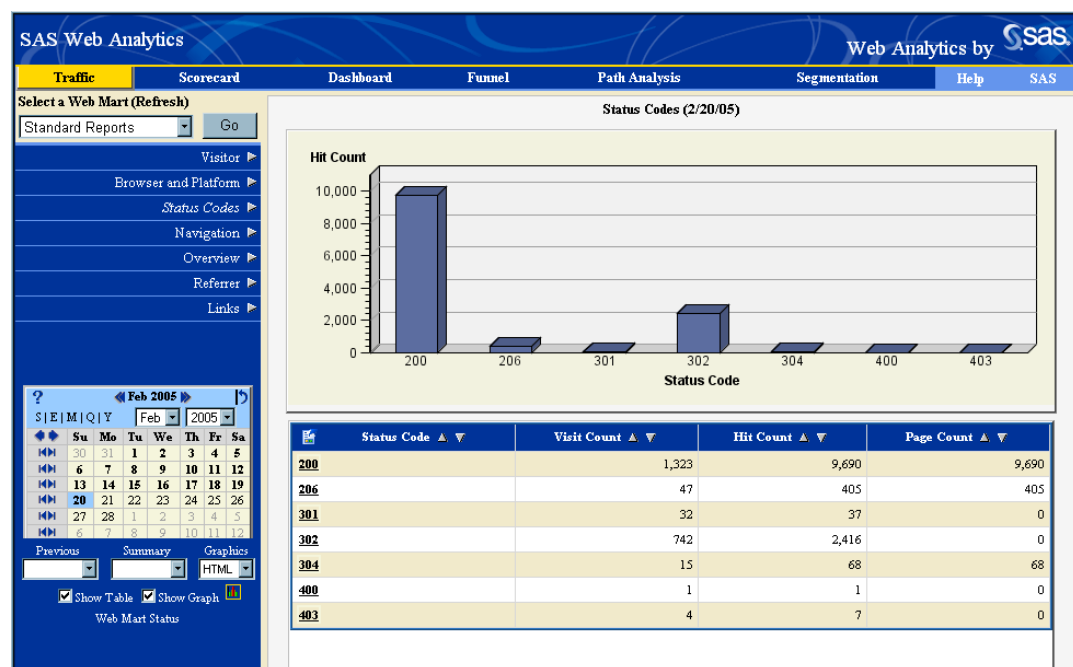 SAS Web Analytics
Web Analytics by Ssas.
Traffic Scorecard Dashboard Funnel Path Analysis Segmentation Help SAS
Select a Web Mart (Refresh)
Standard Reports Go
Visitor
Browser and Platform
Status Codes
Navigation
Overview
Referrer
Links
? Feb 2005
S | E | M | Q | Y Feb 2005
Su Mo Tu We Th Fr Sa
30 31 1 2 3 4 5
6 7 8 9 10 11 12
13 14 15 16 17 18 19
20 21 22 23 24 25 26
27 28 1 2 3 4 5
6 7 8 9 10 11 12
Previous Summary Graphics
HTML
Show Table Show Graph
Web Mart Status
Status Codes (2/20/05)
Hit Count
10,000
8,000
6,000
4,000
2,000
0
200 206 301 302 304 400 403
Status Code
Status Code Visit Count Hit Count Page Count
200 1,323 9,690 9,690
206 47 405 405
301 32 37 0
302 742 2,416 0
304 15 68 68
400 1 1 0
403 4 7 0